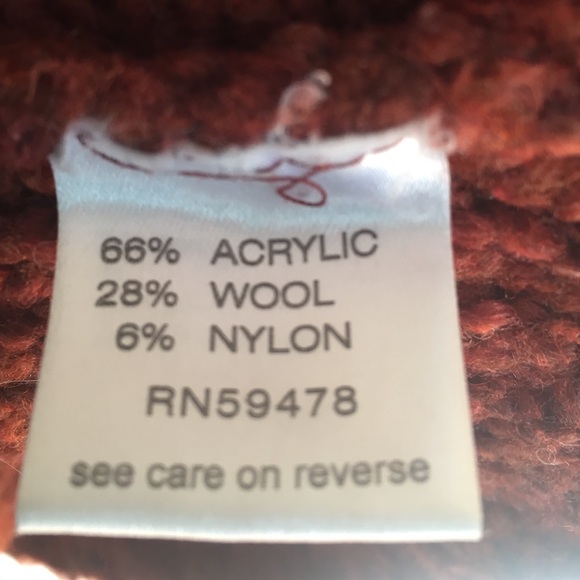 66% ACRYLIC
28% WOOL
6% NYLON
RN59478
see care on reverse